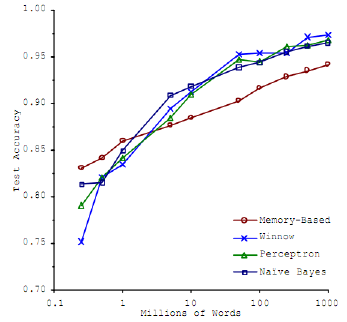 1.00
0.95
0.90
0.85
0.80
0.75
0.70
Test Accuracy
0.1 1 10 100 1000
Millions of Words
Memory-Based
Winnow
Perceptron
Naïve Bayes